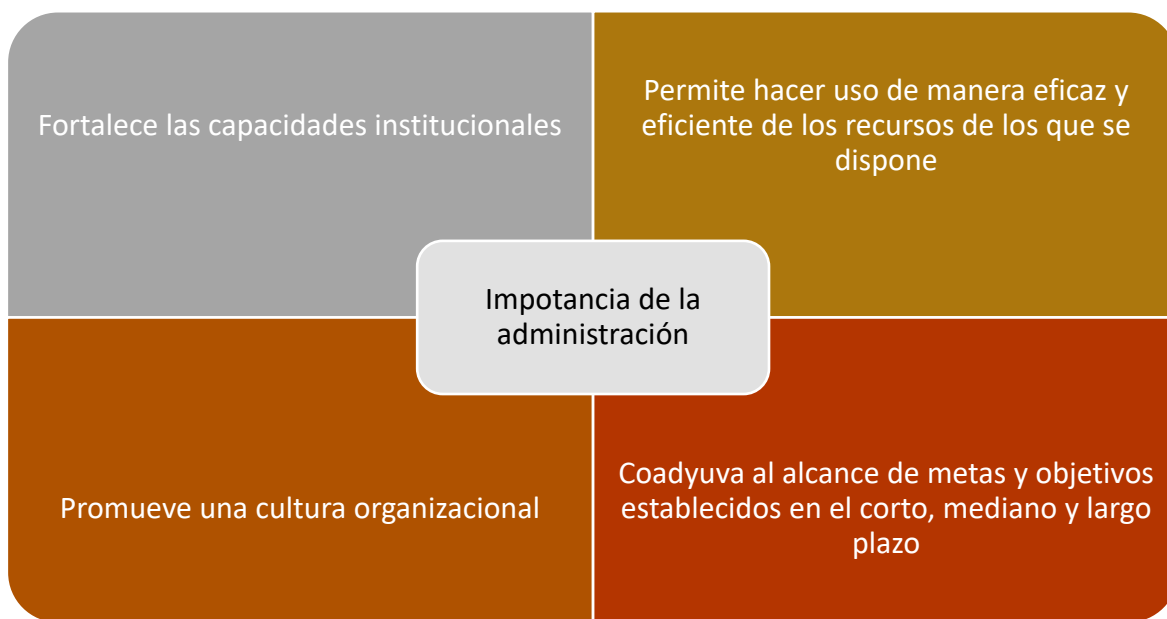 Fortalece las capacidades institucionales
Permite hacer uso de manera eficaz y
eficiente de los recursos de los que se
dispone
Impotancia de la
administración
Promueve una cultura organizacional
Coadyuva al alcance de metas y objetivos
establecidos en el corto, mediano y largo
plazo